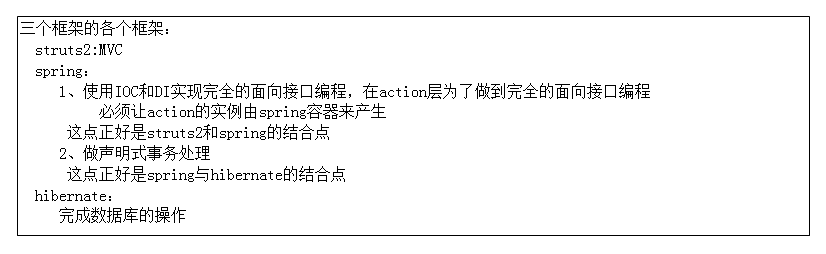 三个框架的各个框架：
struts2:MVC
spring：
1、使用IOC和DI实现完全的面向接口编程，在action层为了做到完全的面向接口编程
必须让action的实例由spring容器来产生
这点正好是struts2和spring的结合点
2、做声明式事务处理
这点正好是spring与hibernate的结合点
hibernate：
完成数据库的操作